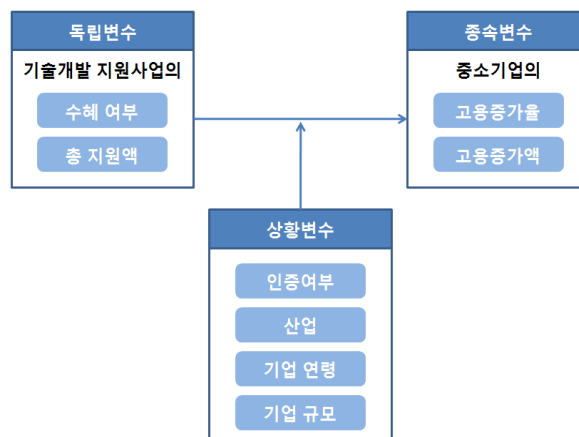 독립변수
기술개발 지원사업의
수혜 여부
총 지원액
종속변수
중소기업의
고용증가율
고용증가액
상황변수
인증여부
산업
기업 연령
기업 규모